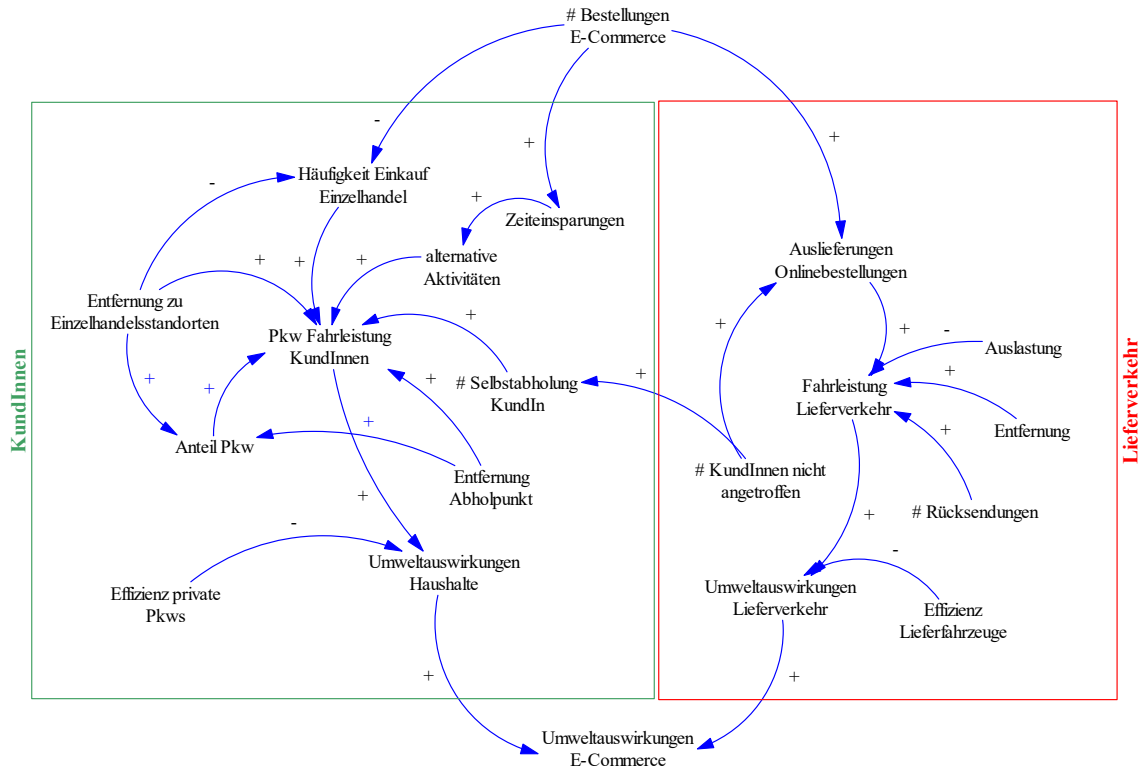 # Bestellungen
E-Commerce
-
+
+
Häufigkeit Einkauf
Einzelhandel
-
+
Zeiteinsparungen
alternative
Aktivitäten
+
+
+
Auslieferungen
Onlinebestellungen
Entfernung zu
Einzelhandelsstandorten
Pkw Fahrleistung
KundInnen
+
+
+
-
Auslastung
# Selbstabholung
KundIn
+
+
+
+
+
Fahrleistung
Lieferverkehr
+
+
Entfernung
KundInnen
Lieferverkehr
Anteil Pkw
+
Entfernung
Abholpunkt
# KundInnen nicht
angetroffen
# Rücksendungen
+
+
-
-
Umweltauswirkungen
Haushalte
Effizienz private
Pkws
Umweltauswirkungen
Lieferverkehr
Effizienz
Lieferfahrzeuge
+
+
Umweltauswirkungen
E-Commerce